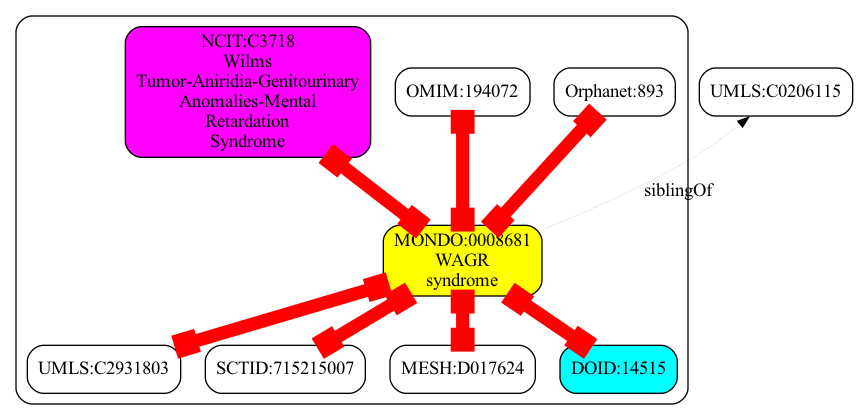 NCIT:C3718
Wilms
Tumor-Aniridia-Genitourinary
Anomalies-Mental
Retardation
Syndrome
OMIM:194072
Orphanet:893
UMLS:C0206115
siblingOf
MONDO:0008681
WAGR
syndrome
UMLS:C2931803
SCTID:715215007
MESH:D017624
DOID:14515